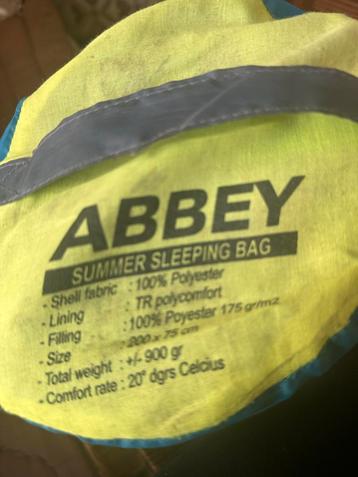 ABBEY
SUMMER SLEEPING BAG
- Shell fabric : 100% Polyester
- Lining : TR polycomfort
- Filling : 100% Polyester 175 gr/m2
- Size : 200 x 75 cm
- Total weight : +/- 900 gr
- Comfort rate : 20° dgrs Celcius